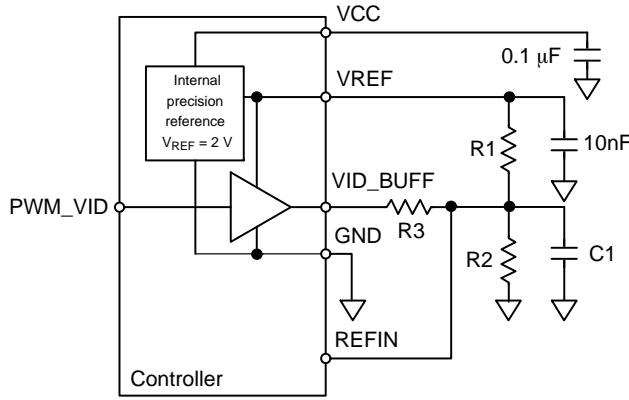 VCC
0.1 μF
Internal
precision
reference
VREF = 2 V
VREF
R1
10nF
PWM_VID
VID_BUFF
R3
GND
R2
C1
REFIN
Controller